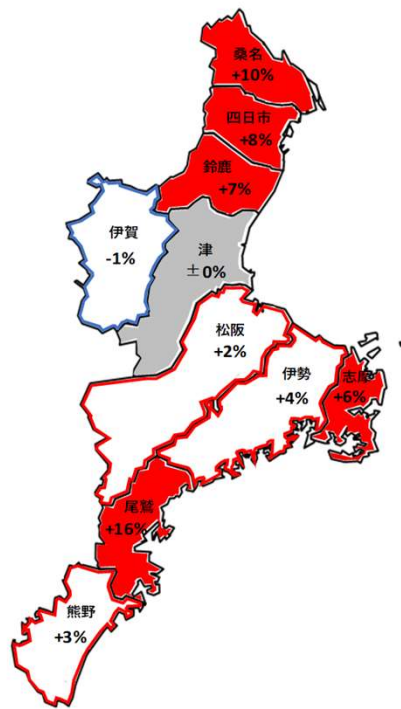 桑名
+10%
四日市
+8%
鈴鹿
+7%
伊賀
-1%
津
±0%
松阪
+2%
伊勢
+4%
志摩
+6%
尾鷲
+16%
熊野
+3%